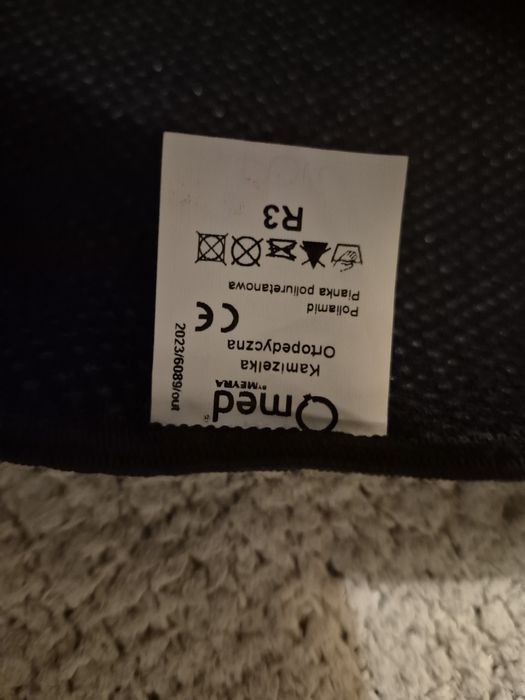 Qmed®
BY MEYRA
Kamizelka
Ortopedyczna
CE
Poliamid
Pianka poliuretanowa
R3
2023/6089/out